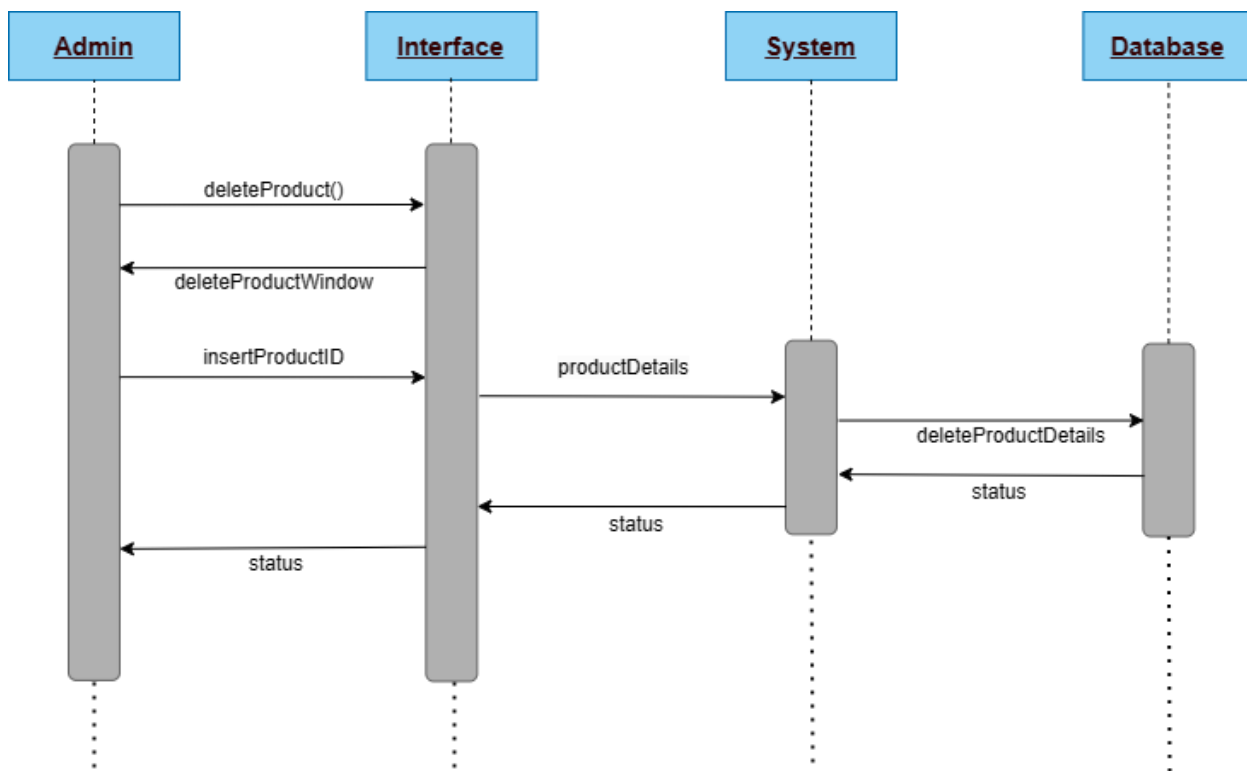 Admin
Interface
System
Database
deleteProduct()
deleteProductWindow
insertProductID
productDetails
deleteProductDetails
status
status
status